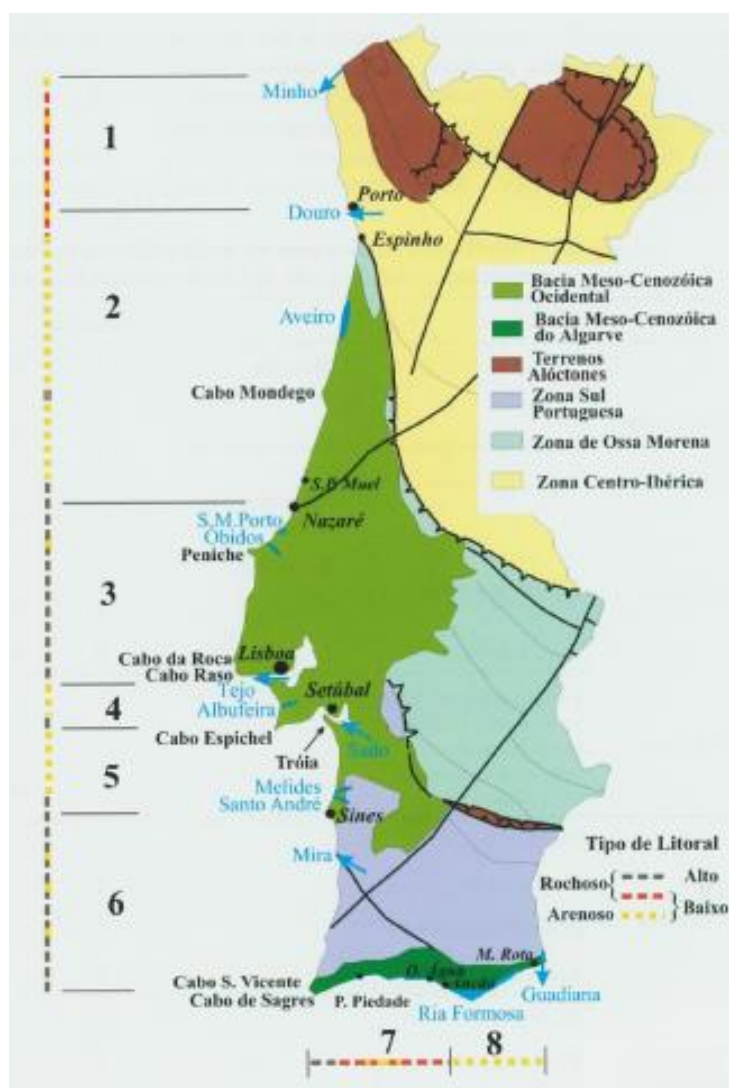 Minho
1
Porto
Douro
Espinho
2
Aveiro
Cabo Mondego
Bacia Meso-Cenozóica
Ocidental
Bacia Meso-Cenozóica
do Algarve
Terrenos
Alóctones
Zona Sul
Portuguesa
Zona de Ossa Morena
Zona Centro-Ibérica
S.P. Muel
Nazaré
S.M.Porto
Óbidos
Peniche
3
Lisboa
Cabo da Roca
Cabo Raso
Tejo
Albufeira
4
Setúbal
Cabo Espichel
Sado
Tróia
5
Melides
Santo André
Sines
Mira
6
Tipo de Litoral
Rochoso
Alto
Arenoso
Baixo
M. Rota
Cabo S. Vicente
Cabo de Sagres
P. Piedade
Guadiana
Ria Formosa
7
8